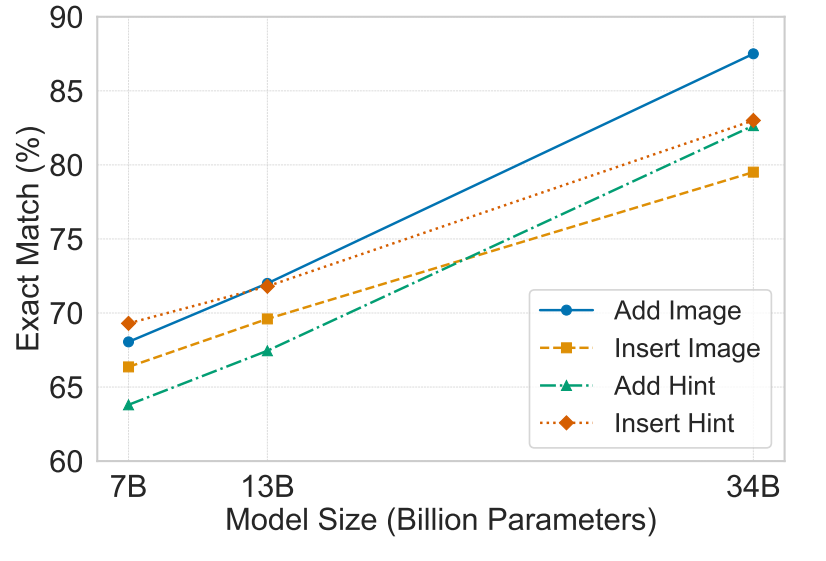 90
85
80
75
70
65
60
Exact Match (%)
7B 13B 34B
Model Size (Billion Parameters)
Add Image
Insert Image
Add Hint
Insert Hint